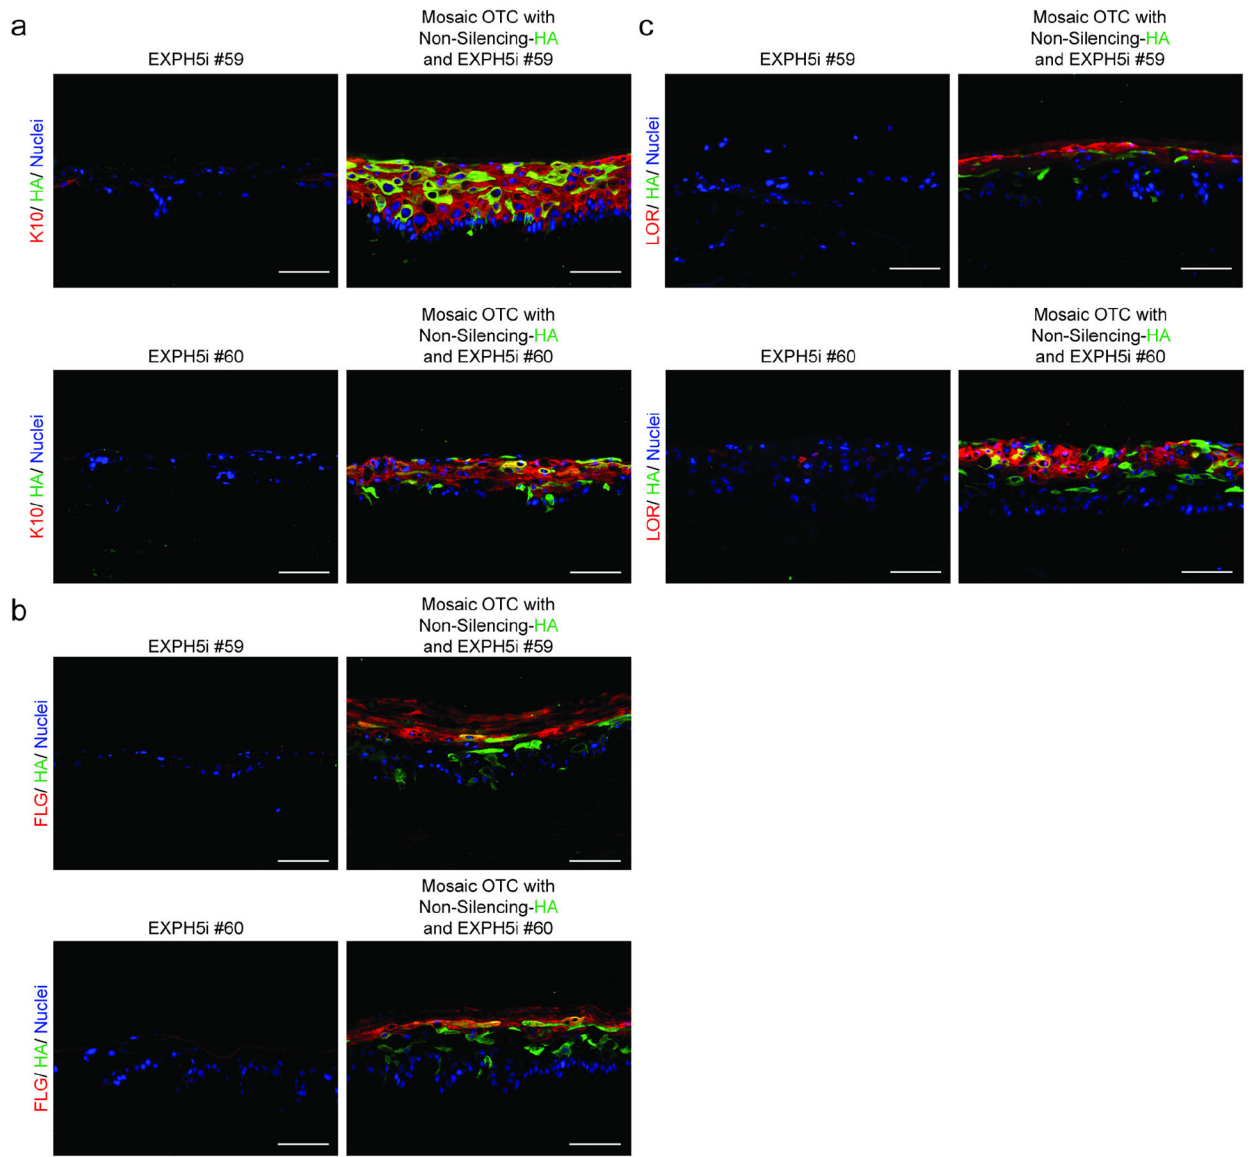 a
EXPH5i #59
Mosaic OTC with
Non-Silencing-HA
and EXPH5i #59
K10/ HA/ Nuclei
EXPH5i #60
Mosaic OTC with
Non-Silencing-HA
and EXPH5i #60
K10/ HA/ Nuclei
b
EXPH5i #59
Mosaic OTC with
Non-Silencing-HA
and EXPH5i #59
FLG/ HA/ Nuclei
EXPH5i #60
Mosaic OTC with
Non-Silencing-HA
and EXPH5i #60
FLG/ HA/ Nuclei
c
EXPH5i #59
Mosaic OTC with
Non-Silencing-HA
and EXPH5i #59
LOR/ HA/ Nuclei
EXPH5i #60
Mosaic OTC with
Non-Silencing-HA
and EXPH5i #60
LOR/ HA/ Nuclei